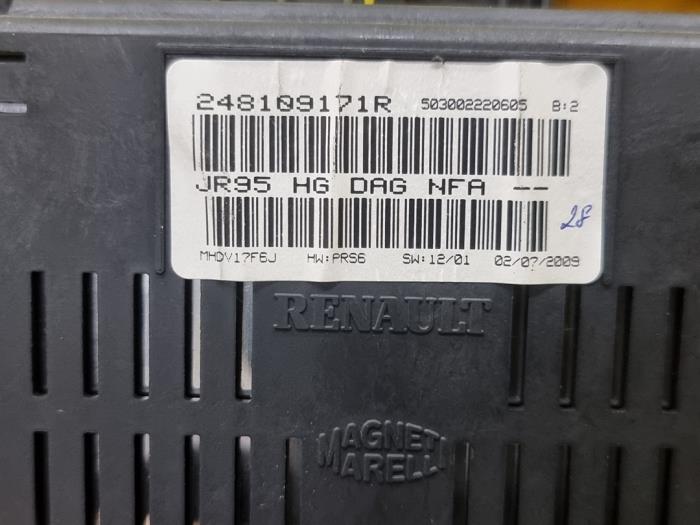 248109171R 503002220605 B:2
JR95 HG DAG NFA --
28
MHDV17F6J HW:PRS6 SW:12/01 02/07/2009
RENAULT
MAGNETI
MARELLI